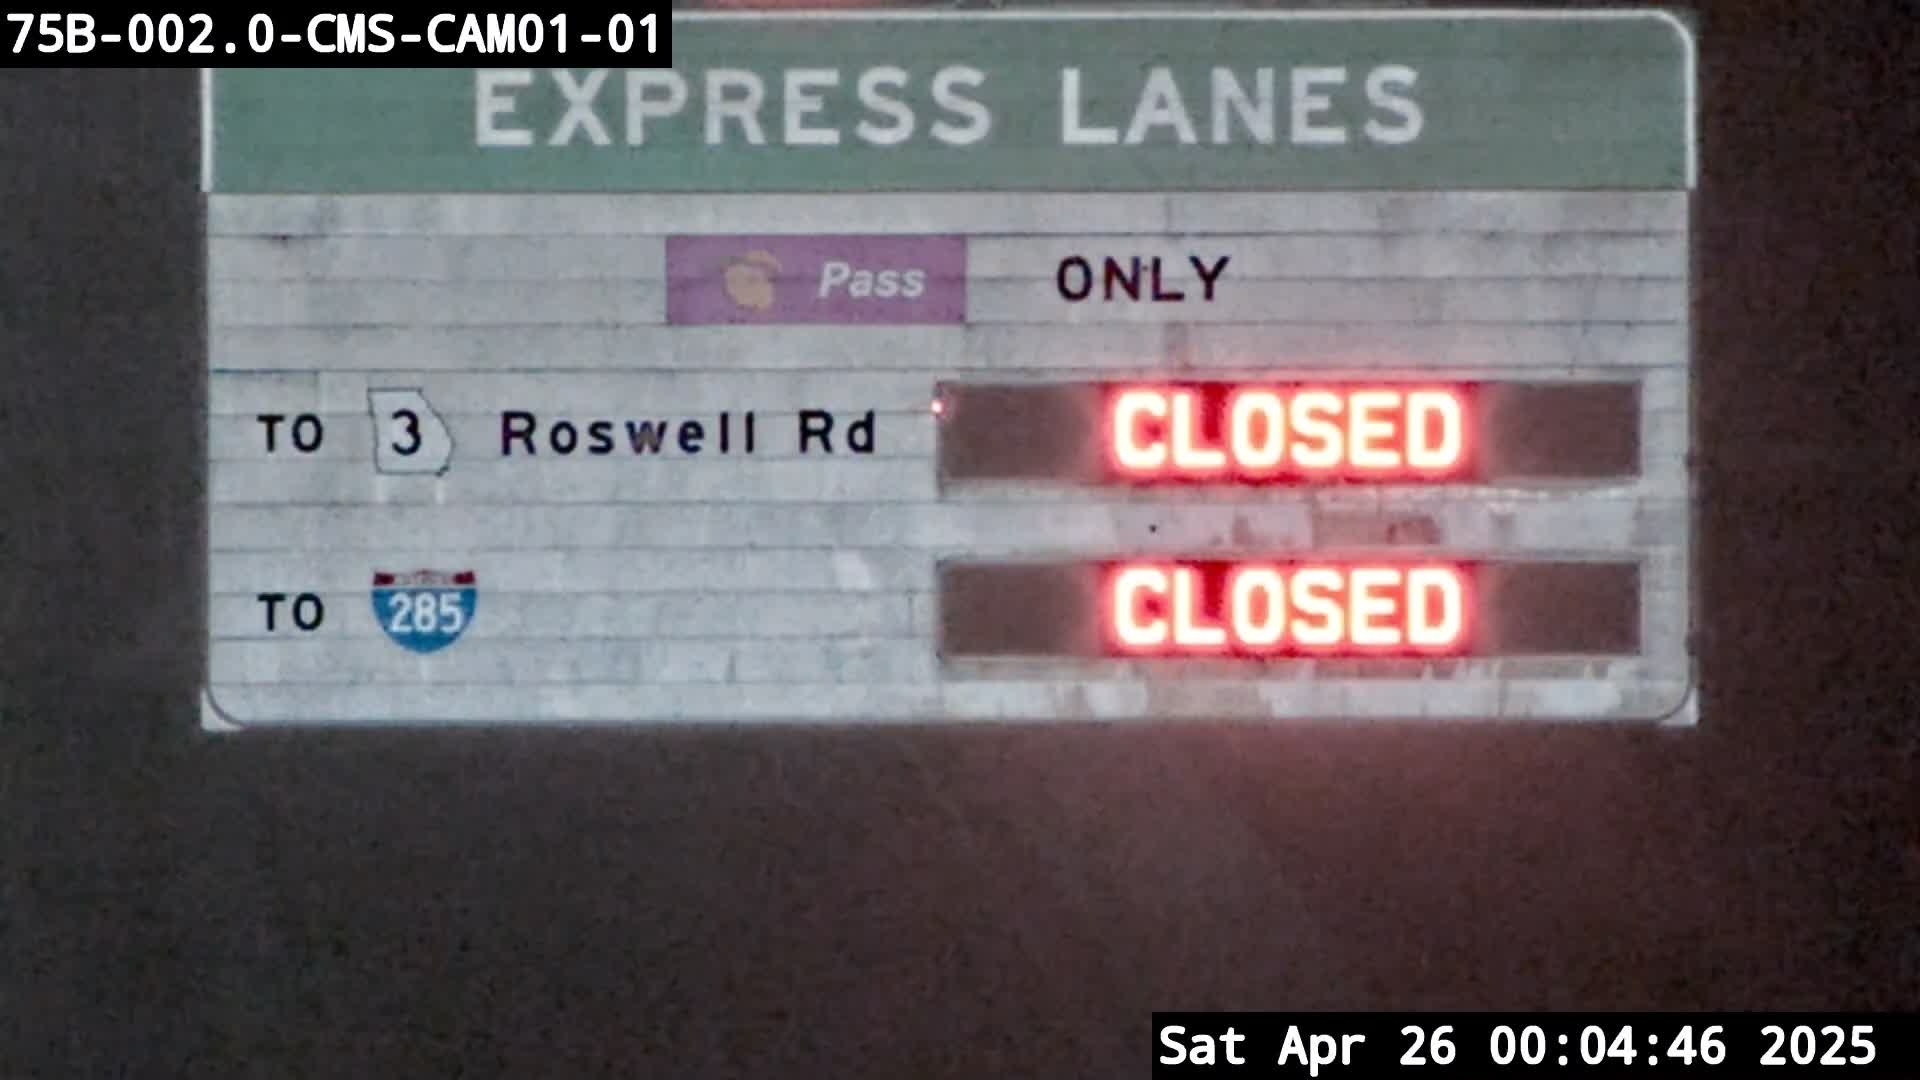 75B-002.0-CMS-CAM01-01
EXPRESS LANES
Pass ONLY
TO 3 Roswell Rd CLOSED
TO 285 CLOSED
Sat Apr 26 00:04:46 2025